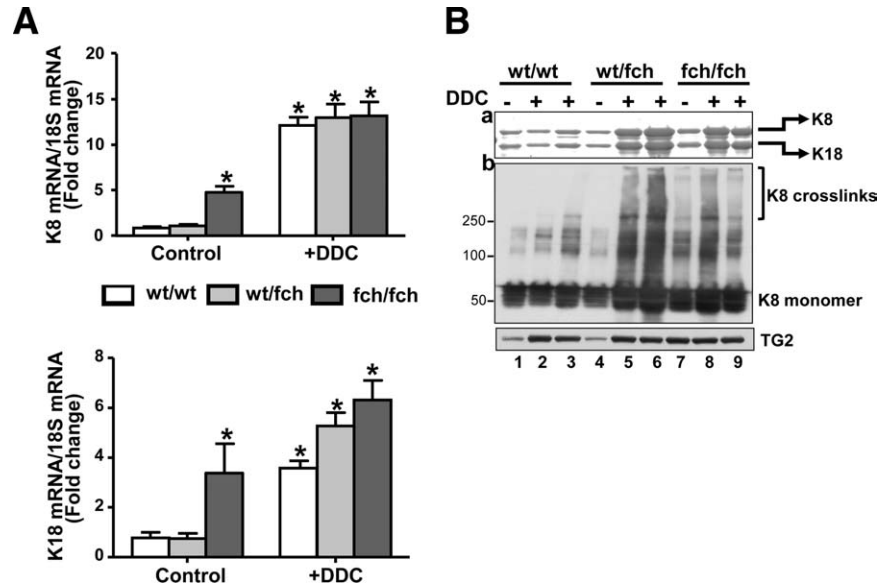 A
K8 mRNA/18S mRNA
(Fold change)
20
15
10
5
0
*
* * *
Control +DDC
wt/wt wt/fch fch/fch
K18 mRNA/18S mRNA
(Fold change)
8
6
4
2
0
*
* * *
Control +DDC
B
wt/wt wt/fch fch/fch
DDC - + + - + + - + +
a
K8
K18
b
K8 crosslinks
250
100
50
K8 monomer
TG2
1 2 3 4 5 6 7 8 9